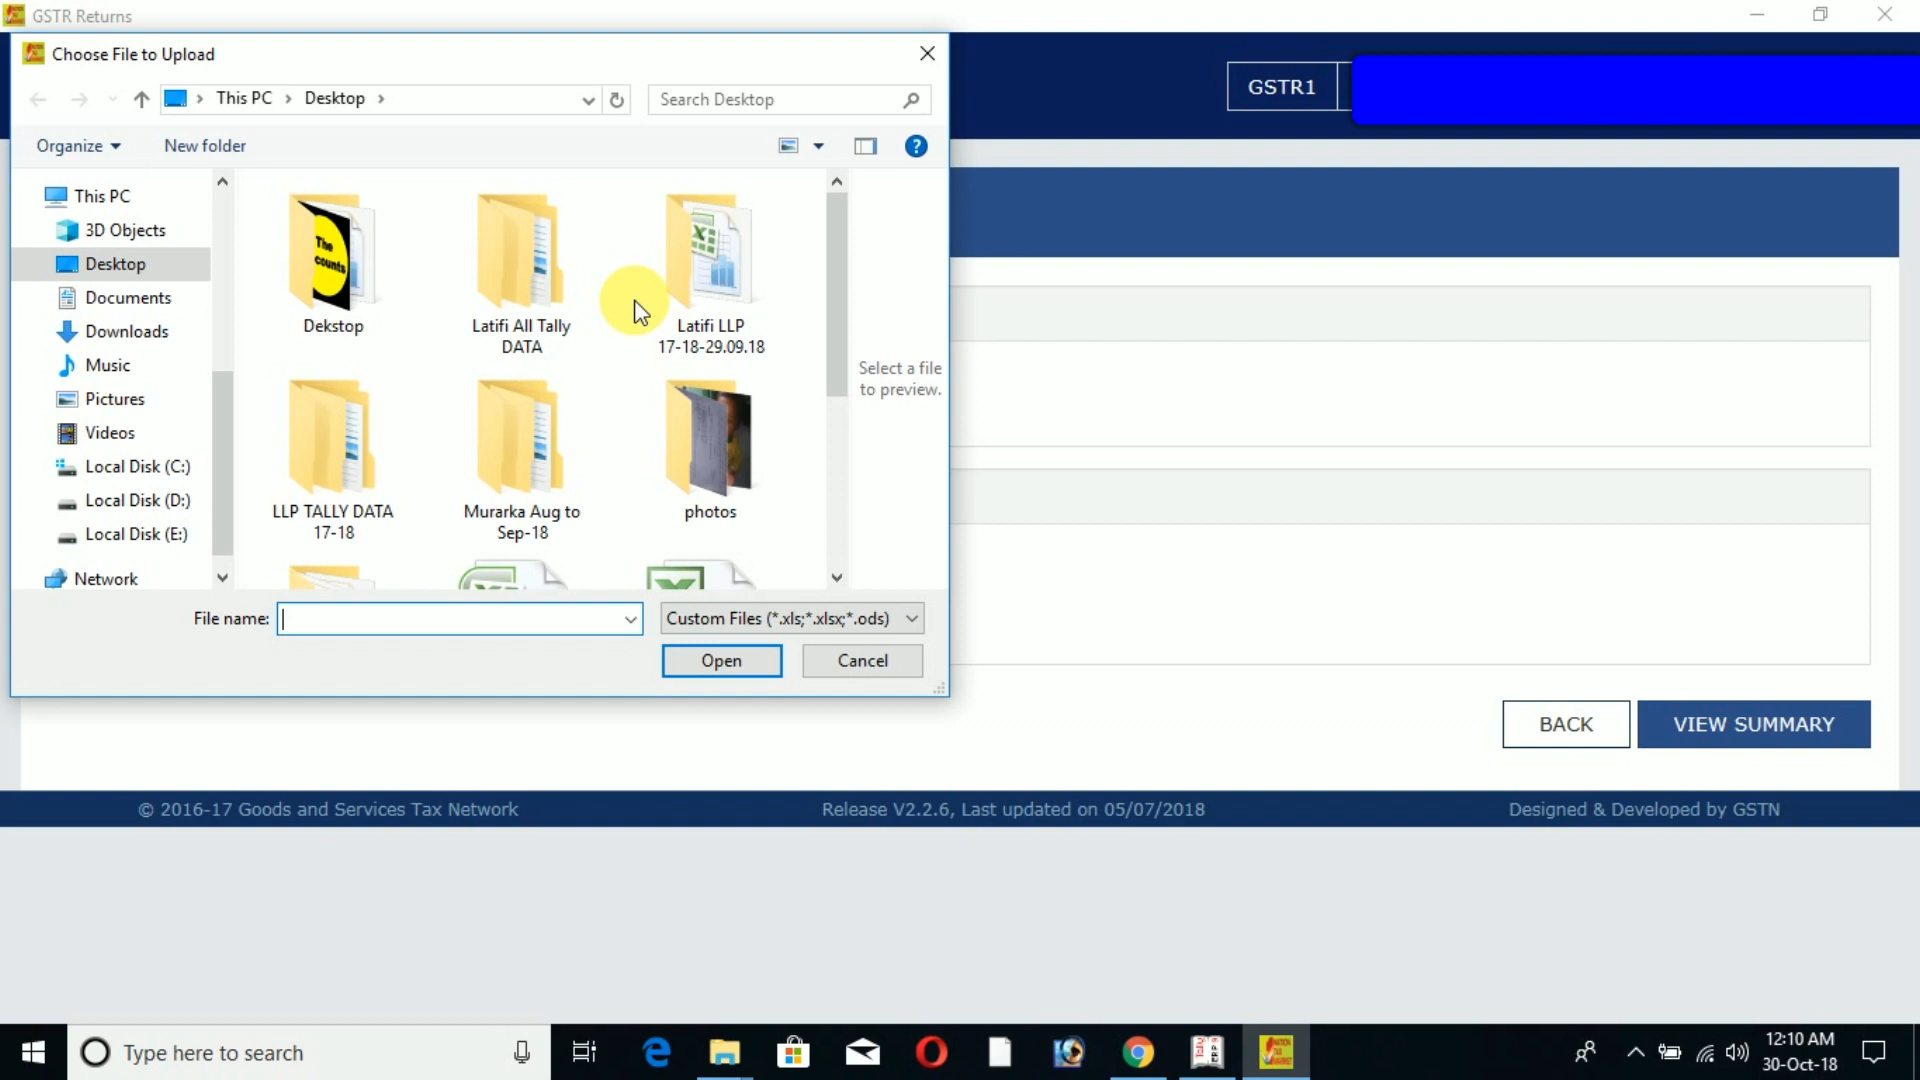 GSTR Returns
Choose File to Upload
This PC
Desktop
Search Desktop
Organize
New folder
GSTR1
This PC
3D Objects
Desktop
Documents
Downloads
Music
Pictures
Videos
Local Disk (C:)
Local Disk (D:)
Local Disk (E:)
Network
The
counts
Dekstop
Latifi All Tally
DATA
Latifi LLP
17-18-29.09.18
LLP TALLY DATA
17-18
Murarka Aug to
Sep-18
photos
Select a file
to preview.
File name:
Custom Files (*.xls;*.xlsx;*.ods)
Open
Cancel
BACK
VIEW SUMMARY
© 2016-17 Goods and Services Tax Network
Release V2.2.6, Last updated on 05/07/2018
Designed & Developed by GSTN
Type here to search
12:10 AM
30-Oct-18